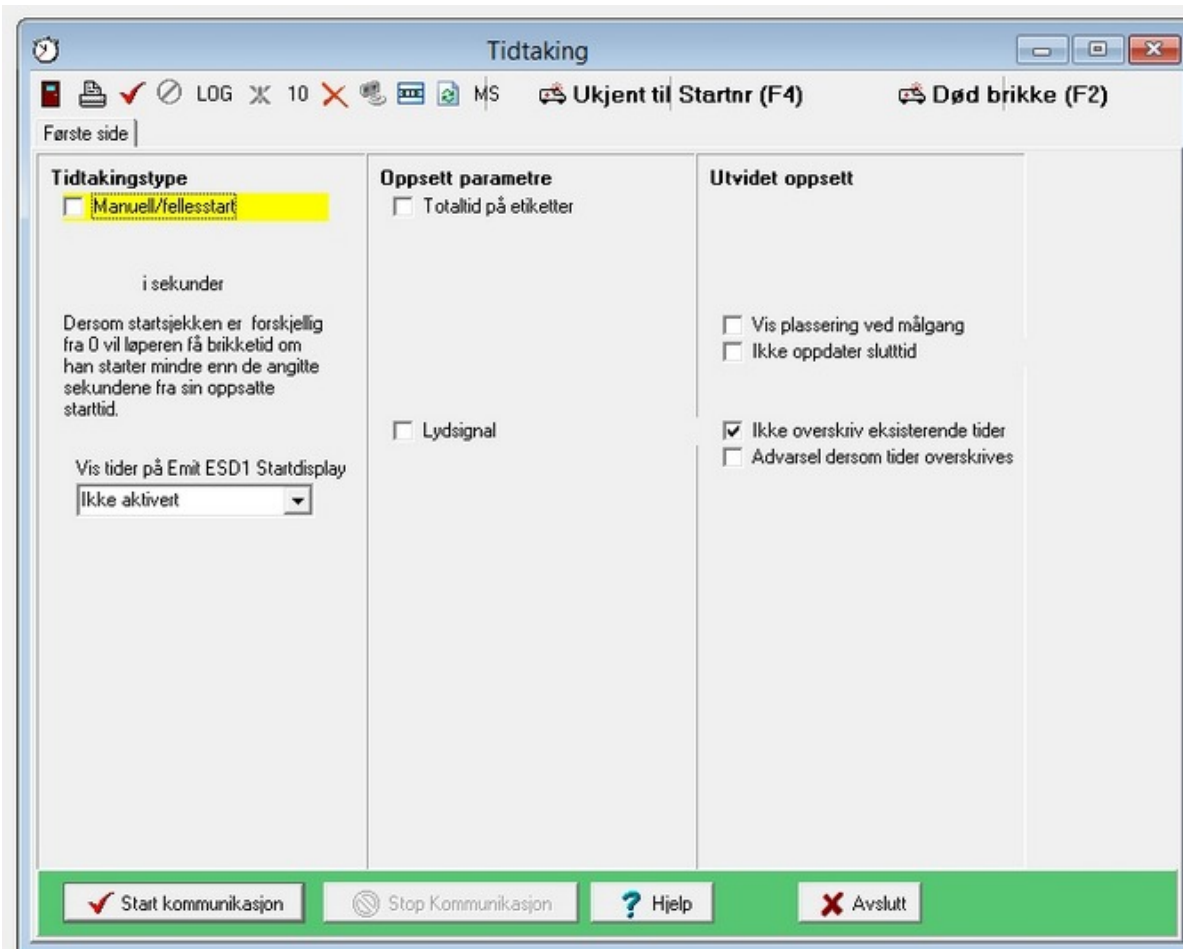 Tidtaking
LOG 10 MS Ukjent til Startnr (F4) Død brikke (F2)
Første side
Tidtakingstype
Manuell/fellesstart
i sekunder
Dersom startsjekken er forskjellig
fra 0 vil løperen få brikketid om
han starter mindre enn de angitte
sekundene fra sin oppsatte
starttid.
Vis tider på Emit ESD1 Startdisplay
Ikke aktivert
Oppsett parametre
Totaltid på etiketter
Lydsignal
Utvidet oppsett
Vis plassering ved målgang
Ikke oppdater slutttid
Ikke overskriv eksisterende tider
Advarsel dersom tider overskrives
Start kommunikasjon
Stop Kommunikasjon
Hjelp
Avslutt